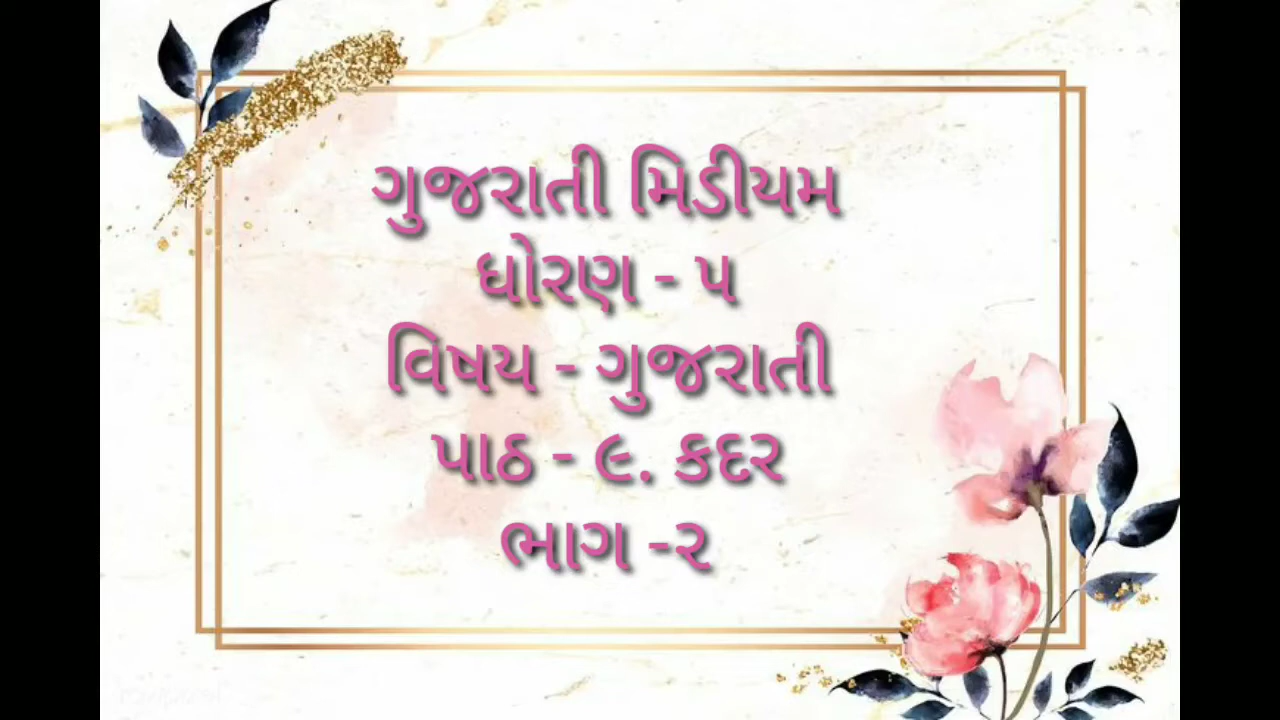 ગુજરાતી મિડીયમ
ધોરણ - ૫
વિષય - ગુજરાતી
પાઠ - ૯. કદર
ભાગ -૨